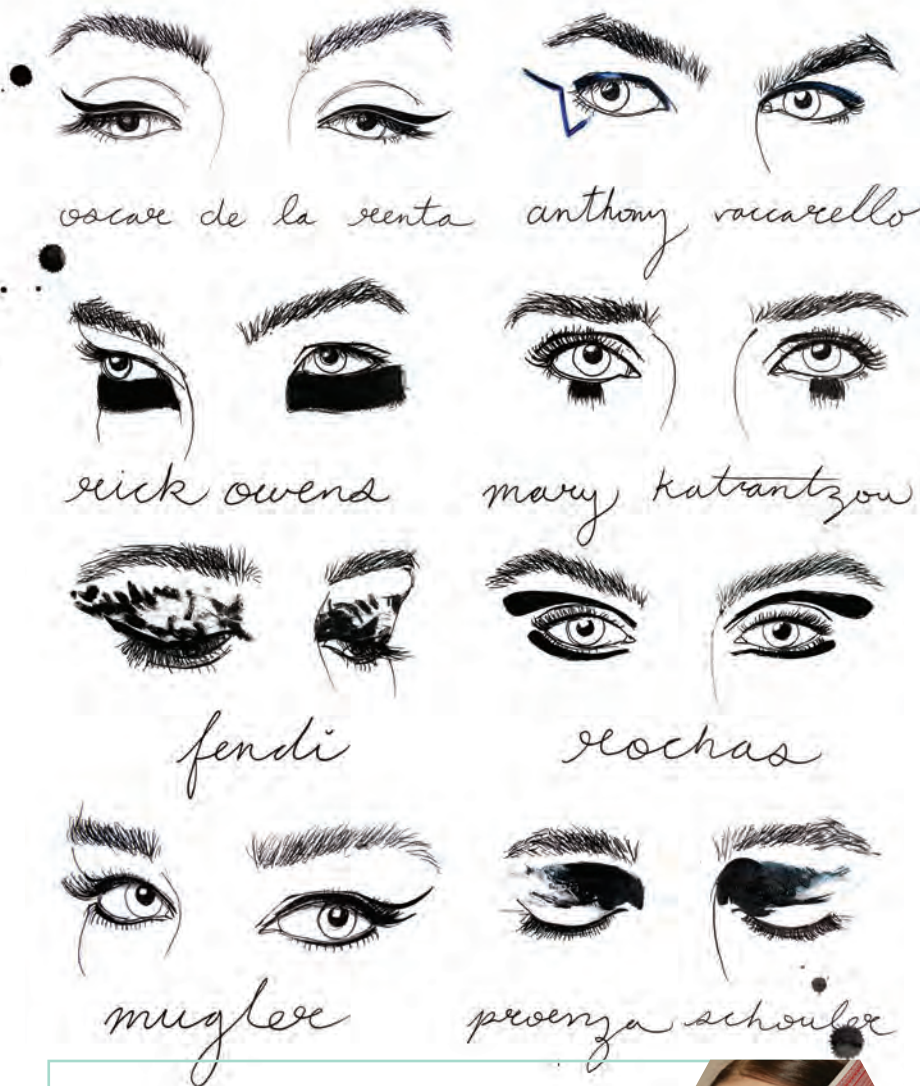 oscar de la renta
anthony vaccarello
rick owens
mary katrantzou
fendi
rochas
mugler
proenza schouler